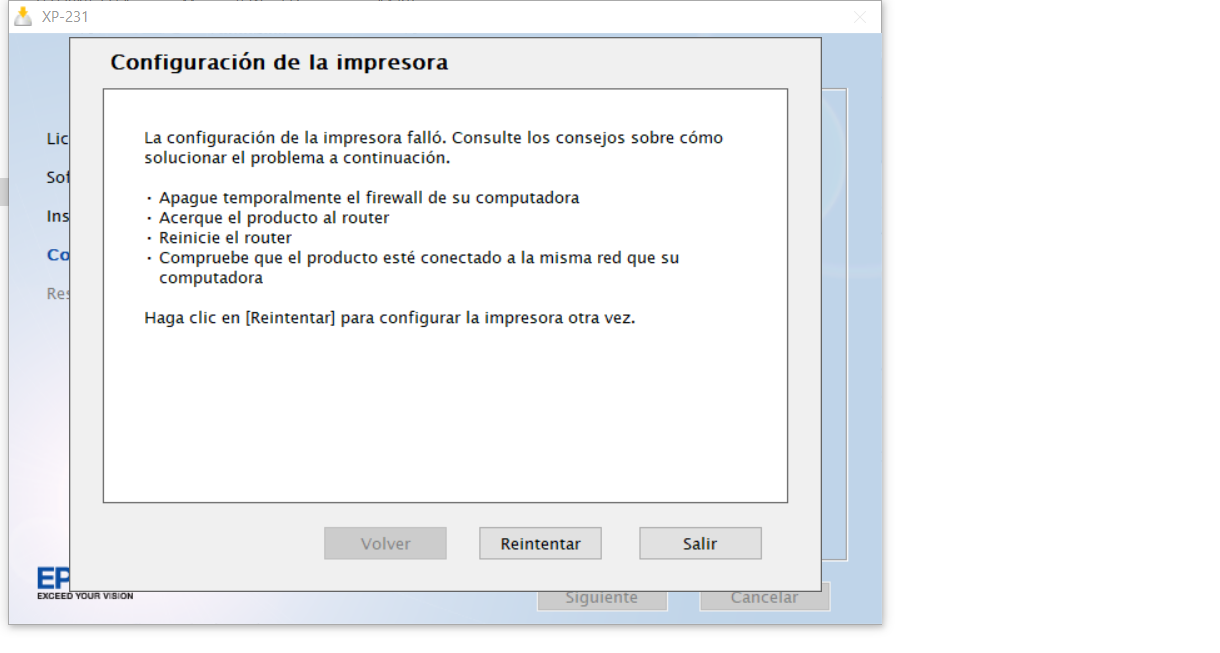 XP-231
Configuración de la impresora
La configuración de la impresora falló. Consulte los consejos sobre cómo
solucionar el problema a continuación.
· Apague temporalmente el firewall de su computadora
· Acerque el producto al router
· Reinicie el router
· Compruebe que el producto esté conectado a la misma red que su
computadora
Haga clic en [Reintentar] para configurar la impresora otra vez.
Lic
Sof
Ins
Co
Res
Volver Reintentar Salir
EP
EXCEED YOUR VISION
Siguiente Cancelar